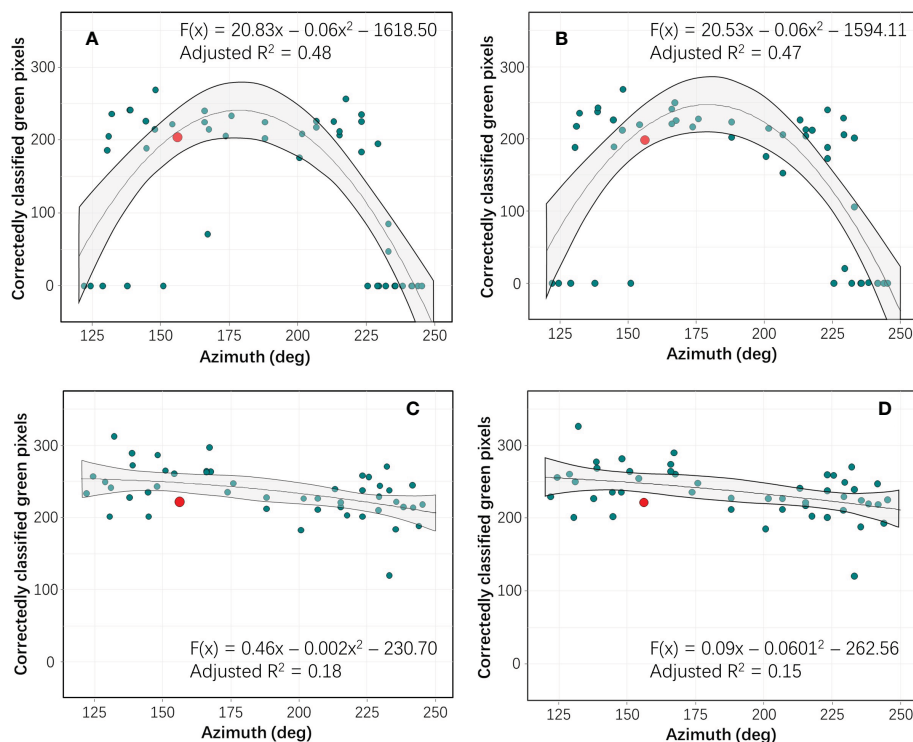 A
F(x) = 20.83x – 0.06x² – 1618.50
Adjusted R² = 0.48
Correctedly classified green pixels
300
200
100
0
125 150 175 200 225 250
Azimuth (deg)
B
F(x) = 20.53x – 0.06x² – 1594.11
Adjusted R² = 0.47
Correctedly classified green pixels
300
200
100
0
125 150 175 200 225 250
Azimuth (deg)
C
Correctedly classified green pixels
300
200
100
0
F(x) = 0.46x – 0.002x² – 230.70
Adjusted R² = 0.18
125 150 175 200 225 250
Azimuth (deg)
D
Correctedly classified green pixels
300
200
100
0
F(x) = 0.09x – 0.0601² – 262.56
Adjusted R² = 0.15
125 150 175 200 225 250
Azimuth (deg)